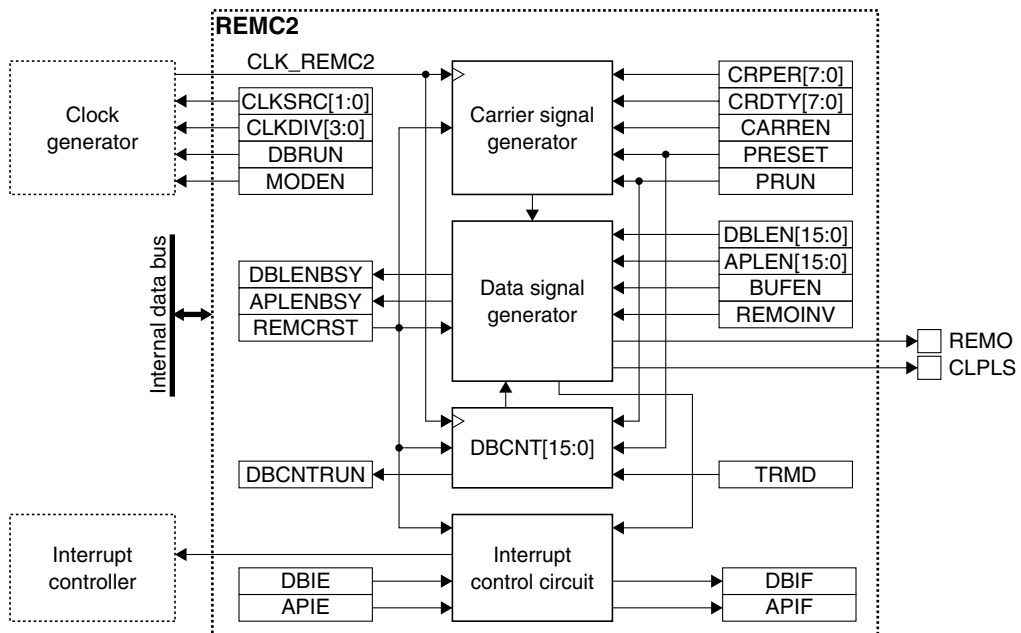 REMC2
CLK_REMC2
Clock
generator
CLKSRC[1:0]
CLKDIV[3:0]
DBRUN
MODEN
Carrier signal
generator
CRPER[7:0]
CRDTY[7:0]
CARREN
PRESET
PRUN
Internal data bus
DBLENBSY
APLENBSY
REMCRST
Data signal
generator
DBLEN[15:0]
APLEN[15:0]
BUFEN
REMOINV
REMO
CLPLS
DBCNTRUN
DBCNT[15:0]
TRMD
Interrupt
controller
DBIE
APIE
Interrupt
control circuit
DBIF
APIF